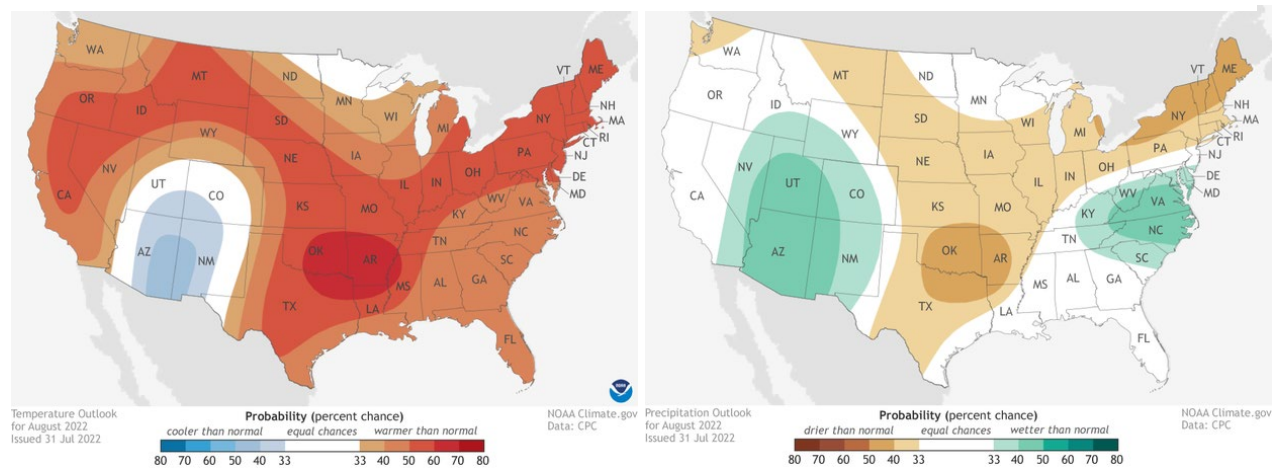 WA
OR
CA
ID
NV
MT
WY
UT
AZ
CO
NM
ND
SD
NE
KS
OK
TX
MN
IA
MO
AR
LA
WI
IL
MS
MI
IN
KY
TN
AL
OH
WV
VA
NC
SC
GA
FL
PA
NY
VT
ME
NH
MA
RI
CT
NJ
DE
MD
Temperature Outlook
for August 2022
Issued 31 Jul 2022
Probability (percent chance)
cooler than normal equal chances warmer than normal
80 70 60 50 40 33 33 40 50 60 70 80
NOAA Climate.gov
Data: CPC
WA
OR
CA
ID
NV
MT
WY
UT
AZ
CO
NM
ND
SD
NE
KS
OK
TX
MN
IA
MO
AR
LA
WI
IL
MS
MI
IN
KY
TN
AL
OH
WV
VA
NC
SC
GA
FL
PA
NY
VT
ME
NH
MA
RI
CT
NJ
DE
MD
Precipitation Outlook
for August 2022
Issued 31 Jul 2022
Probability (percent chance)
drier than normal equal chances wetter than normal
80 70 60 50 40 33 33 40 50 60 70 80
NOAA Climate.gov
Data: CPC